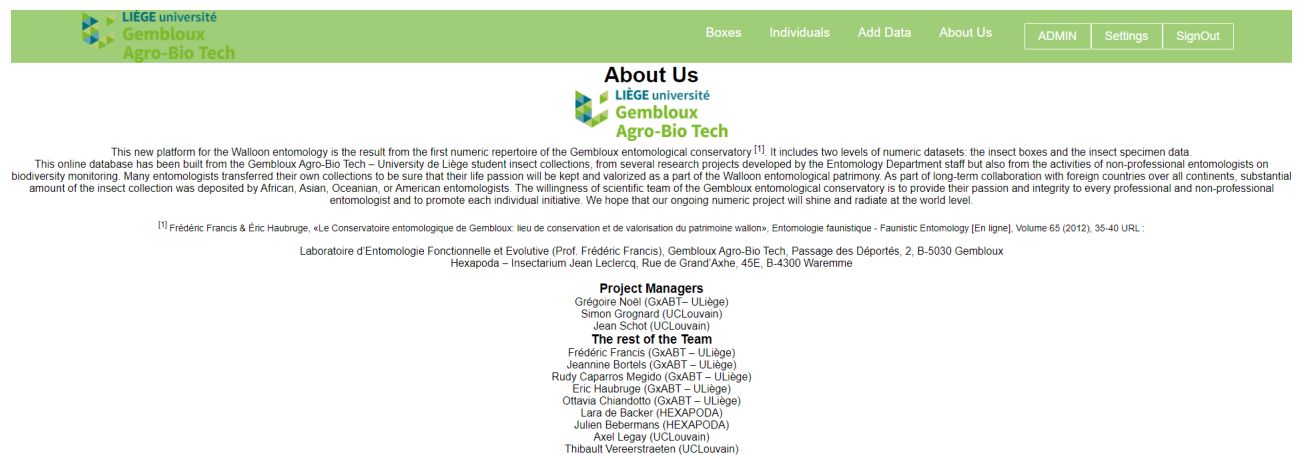 LIÈGE université
Gembloux
Agro-Bio Tech
Boxes Individuals Add Data About Us ADMIN Settings SignOut
About Us
LIÈGE université
Gembloux
Agro-Bio Tech
This new platform for the Walloon entomology is the result from the first numeric repertoire of the Gembloux entomological conservatory [1]. It includes two levels of numeric datasets: the insect boxes and the insect specimen data.
This online database has been built from the Gembloux Agro-Bio Tech – University de Liège student insect collections, from several research projects developed by the Entomology Department staff but also from the activities of non-professional entomologists on
biodiversity monitoring. Many entomologists transferred their own collections to be sure that their life passion will be kept and valorized as a part of the Walloon entomological patrimony. As part of long-term collaboration with foreign countries over all continents, substantial
amount of the insect collection was deposited by African, Asian, Oceanian, or American entomologists. The willingness of scientific team of the Gembloux entomological conservatory is to provide their passion and integrity to every professional and non-professional
entomologist and to promote each individual initiative. We hope that our ongoing numeric project will shine and radiate at the world level.
[1] Frédéric Francis & Éric Haubruge, «Le Conservatoire entomologique de Gembloux: lieu de conservation et de valorisation du patrimoine wallon», Entomologie faunistique - Faunistic Entomology [En ligne], Volume 65 (2012), 35-40 URL :
Laboratoire d'Entomologie Fonctionnelle et Evolutive (Prof. Frédéric Francis), Gembloux Agro-Bio Tech, Passage des Déportés, 2, B-5030 Gembloux
Hexapoda – Insectarium Jean Leclercq, Rue de Grand'Axhe, 45E, B-4300 Waremme
Project Managers
Grégoire Noël (GxABT– ULiège)
Simon Grognard (UCLouvain)
Jean Schot (UCLouvain)
The rest of the Team
Frédéric Francis (GxABT – ULiège)
Jeannine Bortels (GxABT – ULiège)
Rudy Caparros Megido (GxABT – ULiège)
Eric Haubruge (GxABT – ULiège)
Ottavia Chiandotto (GxABT – ULiège)
Lara de Backer (HEXAPODA)
Julien Bebermans (HEXAPODA)
Axel Legay (UCLouvain)
Thibault Vereerstraeten (UCLouvain)